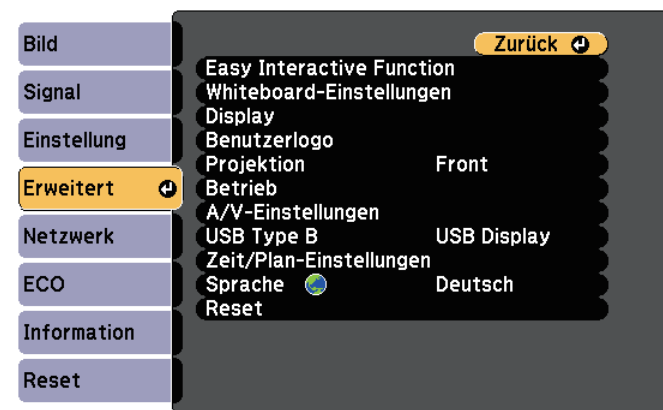 Bild
Signal
Einstellung
Erweitert
Netzwerk
ECO
Information
Reset
Zurück
Easy Interactive Function
Whiteboard-Einstellungen
Display
Benutzerlogo
Projektion Front
Betrieb
A/V-Einstellungen
USB Type B USB Display
Zeit/Plan-Einstellungen
Sprache Deutsch
Reset